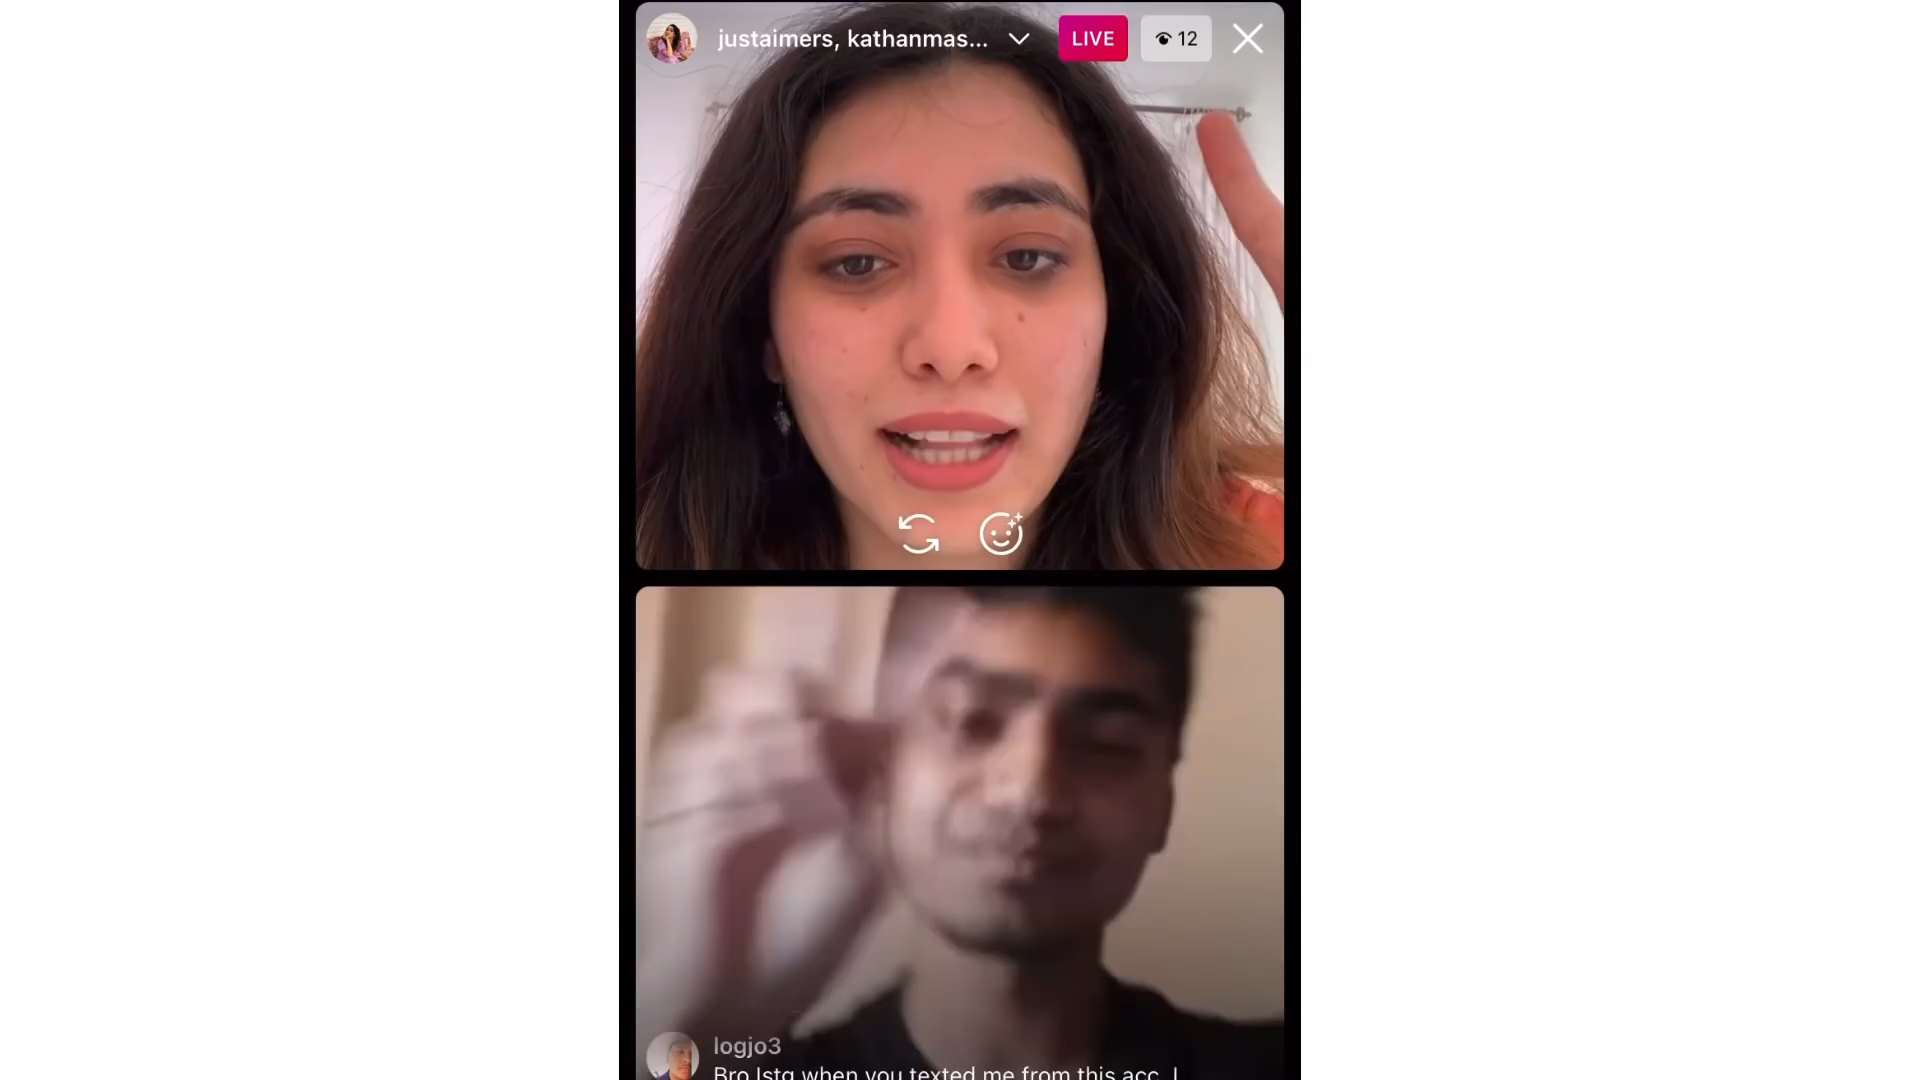 justaimers, kathanmas...
LIVE
12
logjo3
Bro Istg when you texted me from this acc, I